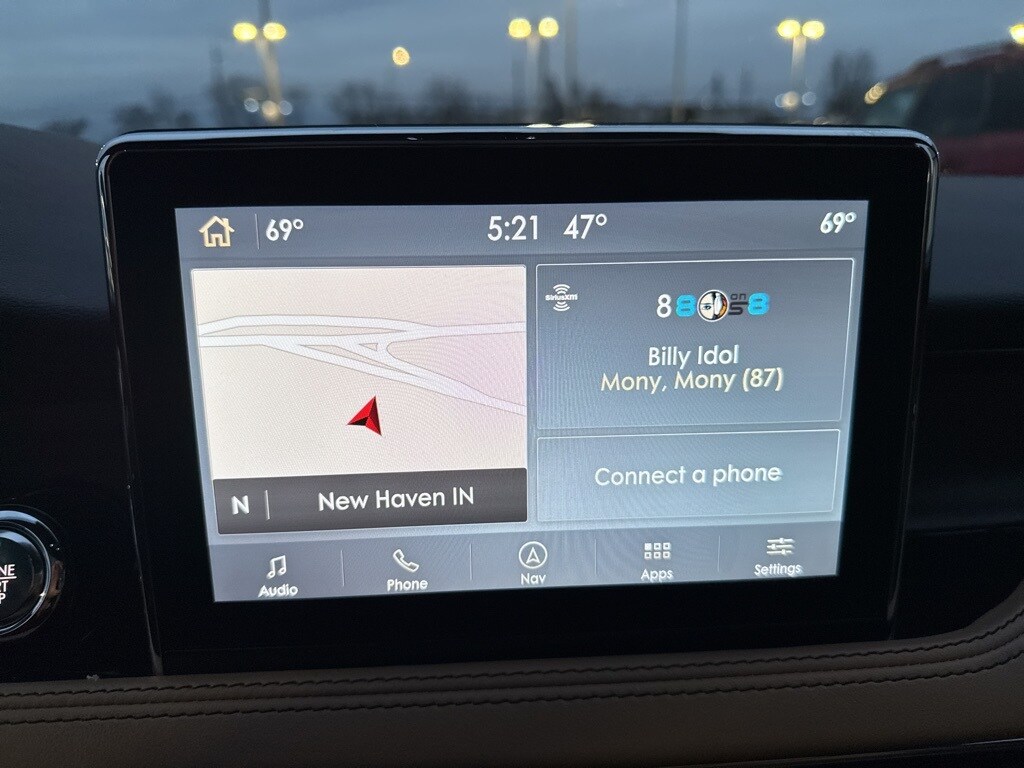 69° 5:21 47° 69°
SiriusXM
8 8 on 8
Billy Idol
Mony, Mony (87)
Connect a phone
N New Haven IN
Audio Phone Nav Apps Settings